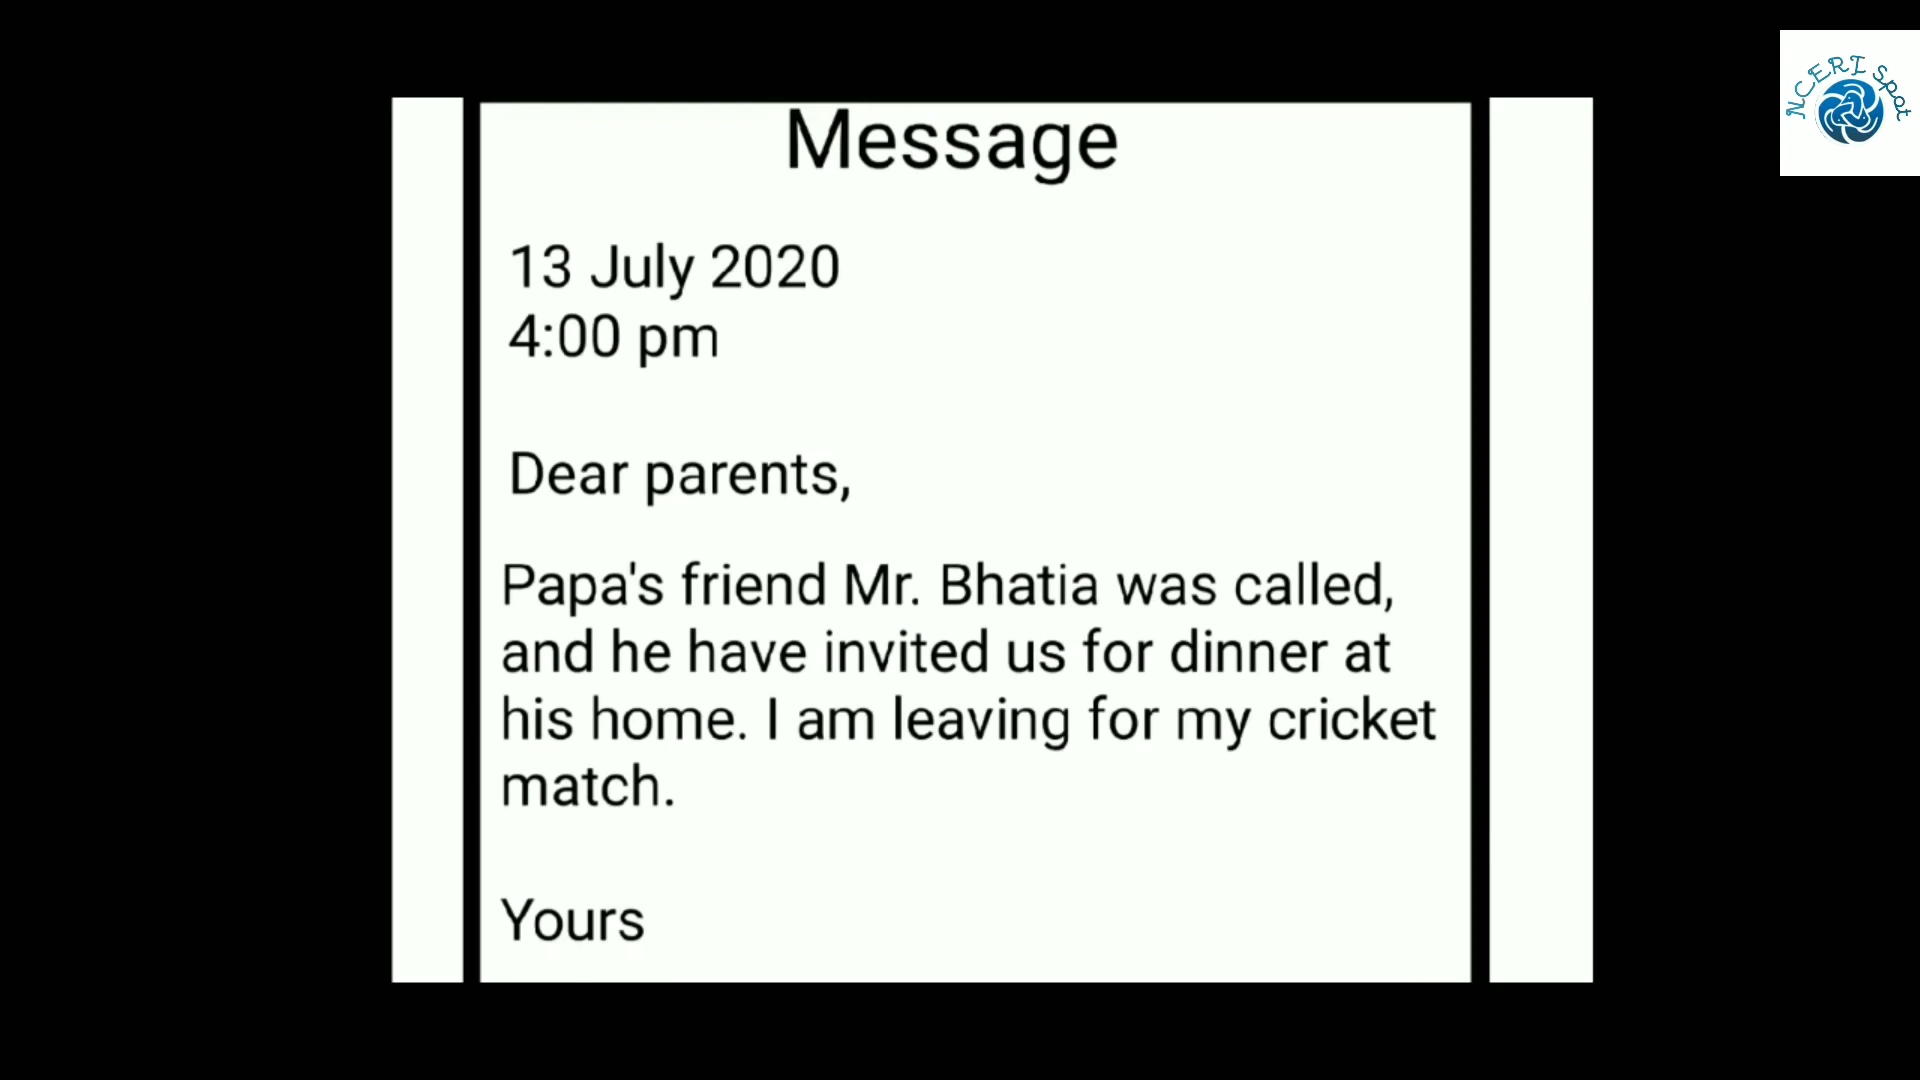 NCERT Spot
Message
13 July 2020
4:00 pm
Dear parents,
Papa's friend Mr. Bhatia was called,
and he have invited us for dinner at
his home. I am leaving for my cricket
match.
Yours